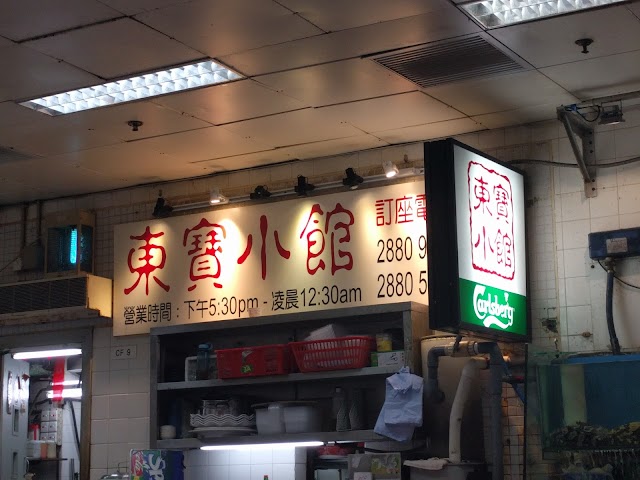 東寶小館
訂座電
2880 9
2880 5
營業時間：下午5:30pm - 凌晨12:30am
東寶
小館
Carlsberg
CF 9